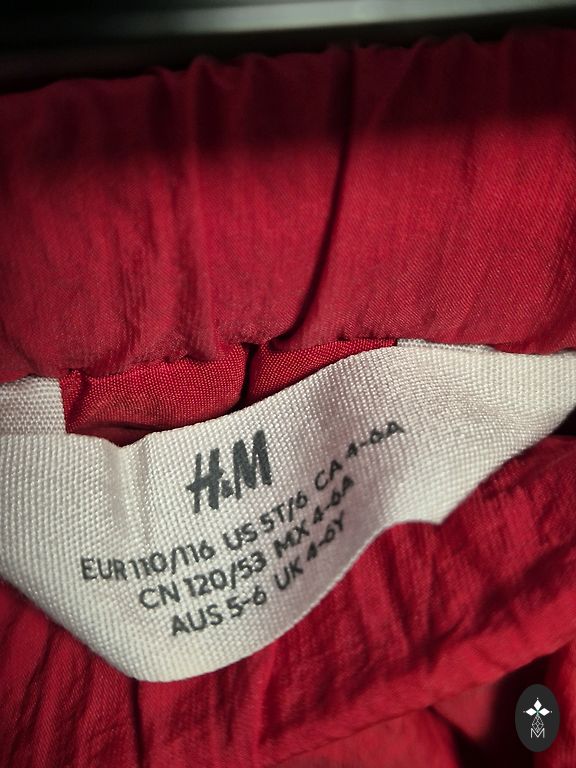 H&M
EUR 110/116 US 5T/6 CA 4-6A
CN 120/53 MX 4-6A
AUS 5-6 UK 4-6Y
M